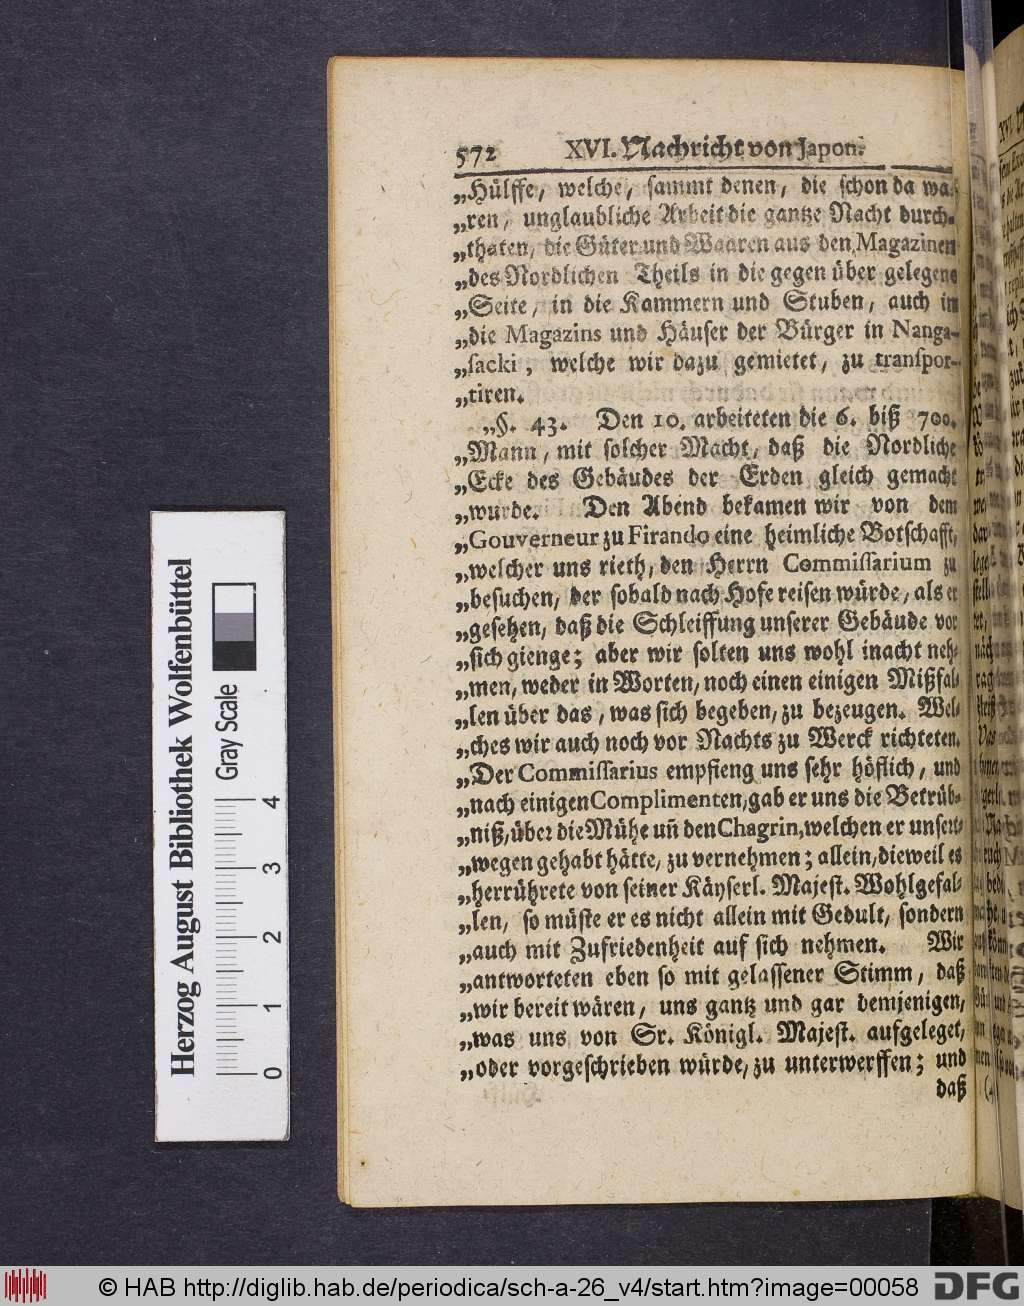 572 XVI. Nachricht von Japon.
„Hülffe, welche, sammt denen, die schon da wa-
„ren, unglaubliche Arbeit die gantze Nacht durch-
„thaten, die Güter und Waaren aus den Magazinen
„des Nordlichen Theils in die gegen über gelegene
„Seite, in die Kammern und Stuben, auch in
„die Magazins und Häuser der Bürger in Nanga-
„sacki, welche wir dazu gemietet, zu transpor-
„tiren.
„§. 43. Den 10. arbeiteten die 6. biß 700.
„Mann, mit solcher Macht, daß die Nordliche
„Ecke des Gebäudes der Erden gleich gemacht
„wurde. Den Abend bekamen wir von dem
„Gouverneur zu Firando eine heimliche Botschafft,
„welcher uns rieth, den Herrn Commissarium zu
„besuchen, der sobald nach Hofe reisen würde, als er
„gesehen, daß die Schleiffung unserer Gebäude vor
„sich gienge; aber wir solten uns wohl inacht neh-
„men, weder in Worten, noch einen einigen Mißfal-
„len über das, was sich begeben, zu bezeugen. Wel-
„ches wir auch noch vor Nachts zu Werck richteten.
„Der Commissarius empfieng uns sehr höflich, und
„nach einigen Complimenten, gab er uns die Betrüb-
„niß, über die Mühe uñ den Chagrin, welchen er unsert-
„wegen gehabt hätte, zu vernehmen; allein, dieweil es
„herrührete von seiner Käyserl. Majest. Wohlgefal-
„len, so müste er es nicht allein mit Gedult, sondern
„auch mit Zufriedenheit auf sich nehmen. Wir
„antworteten eben so mit gelassener Stimm, daß
„wir bereit wären, uns gantz und gar demjenigen,
„was uns von Sr. Königl. Majest. aufgeleget,
„oder vorgeschrieben würde, zu unterwerffen; und
daß
Herzog August Bibliothek Wolfenbüttel
Gray Scale
0 1 2 3 4
© HAB http://diglib.hab.de/periodica/sch-a-26_v4/start.htm?image=00058
DFG